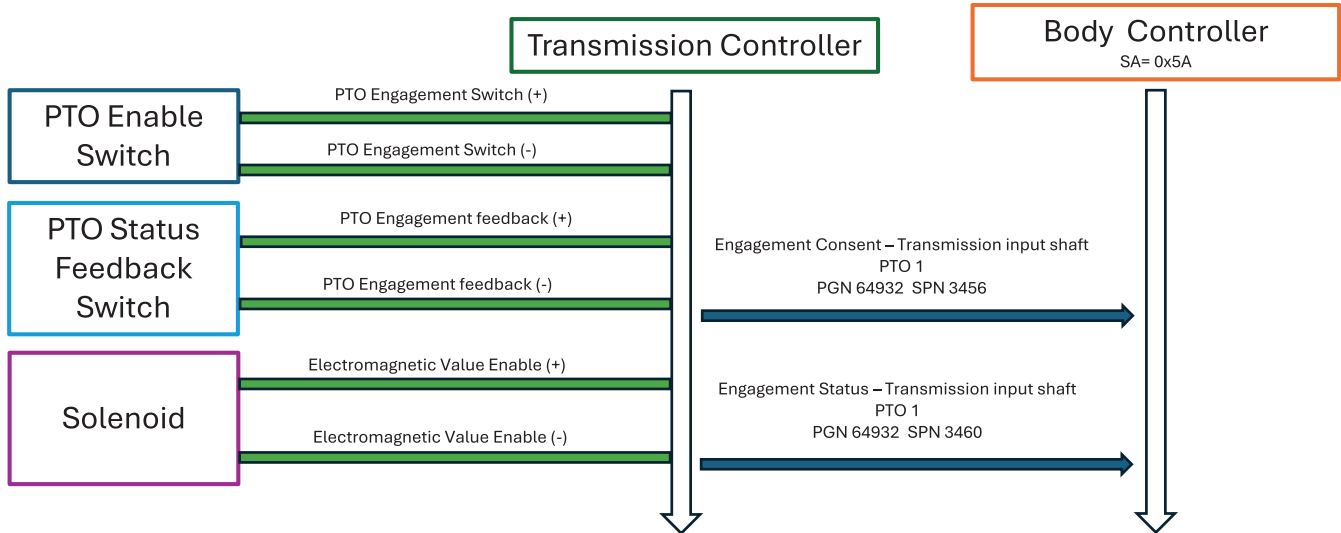 Transmission Controller
Body Controller
SA= 0x5A
PTO Enable
Switch
PTO Engagement Switch (+)
PTO Engagement Switch (-)
PTO Status
Feedback
Switch
PTO Engagement feedback (+)
PTO Engagement feedback (-)
Engagement Consent – Transmission input shaft
PTO 1
PGN 64932 SPN 3456
Solenoid
Electromagnetic Value Enable (+)
Electromagnetic Value Enable (-)
Engagement Status – Transmission input shaft
PTO 1
PGN 64932 SPN 3460